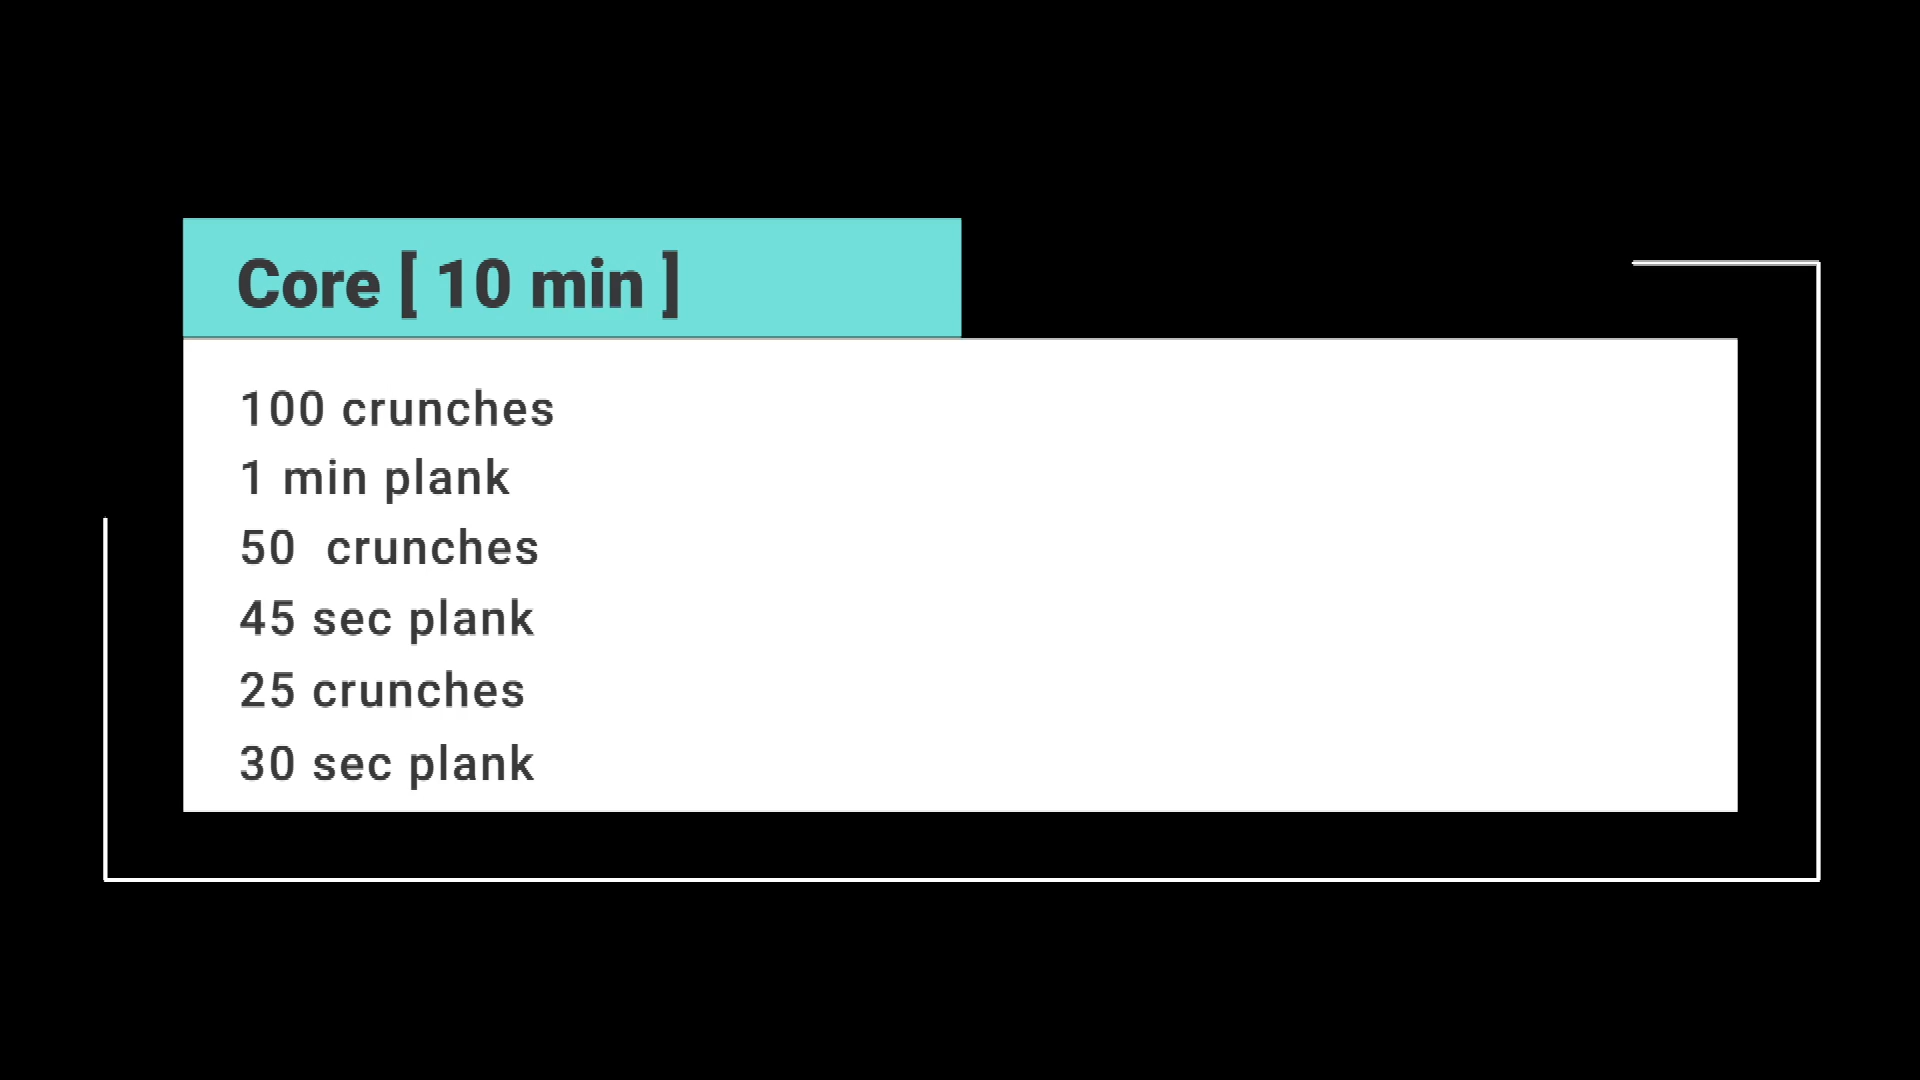 Core [ 10 min ]
100 crunches
1 min plank
50  crunches
45 sec plank
25 crunches
30 sec plank